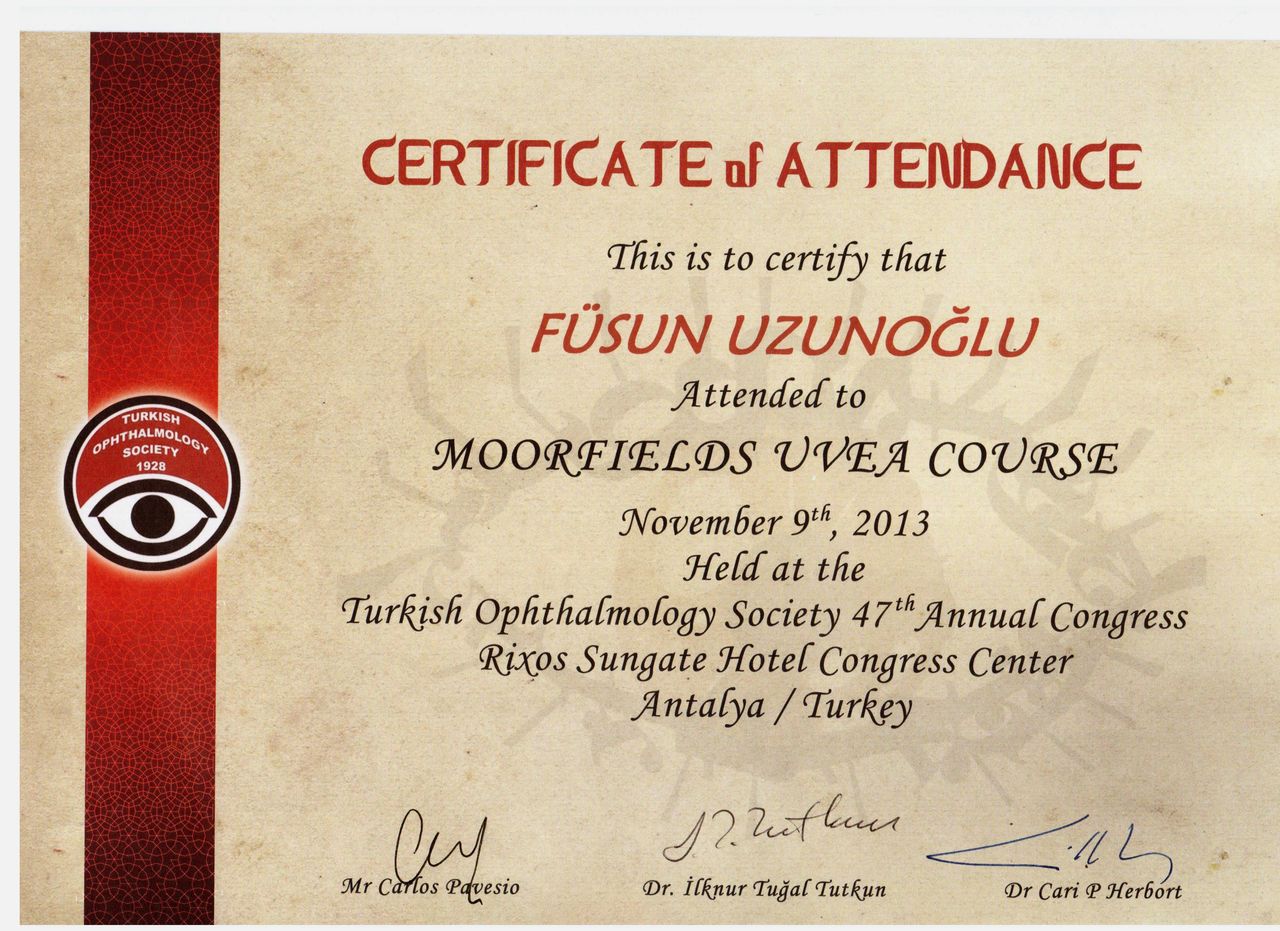 CERTIFICATE of ATTENDANCE
This is to certify that
FÜSUN UZUNOĞLU
Attended to
MOORFIELDS UVEA COURSE
November 9th, 2013
Held at the
Turkish Ophthalmology Society 47th Annual Congress
Rixos Sungate Hotel Congress Center
Antalya / Turkey
TURKISH
OPHTHALMOLOGY
SOCIETY
1928
Mr Carlos Pavesio
Dr. İlknur Tuğal Tutkun
Dr Cari P Herbort